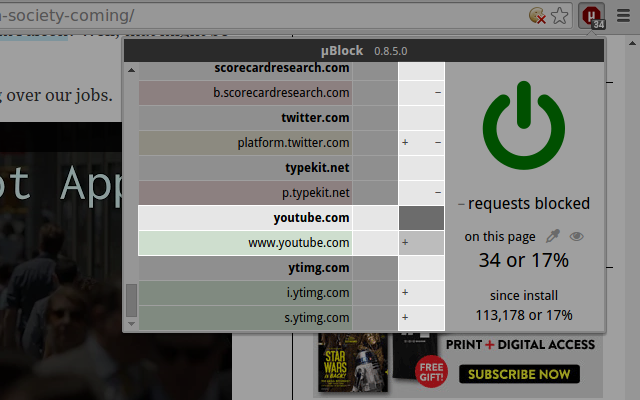 -society-coming/
µ
34
µBlock 0.8.5.0
scorecardresearch.com
b.scorecardresearch.com −
twitter.com
platform.twitter.com + −
typekit.net
p.typekit.net −
youtube.com
www.youtube.com +
ytimg.com
i.ytimg.com +
s.ytimg.com +
− requests blocked
on this page
34 or 17%
since install
113,178 or 17%
g over our jobs.
ot App
STAR
WARS
IS BACK!
FREE
GIFT!
PRINT + DIGITAL ACCESS
SUBSCRIBE NOW